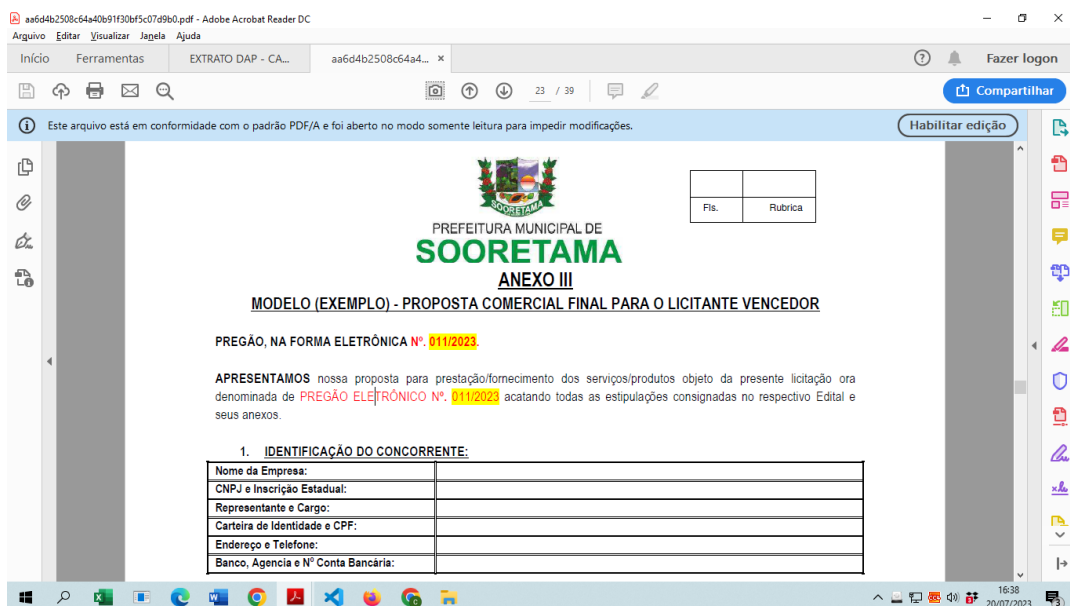 aa6d4b2508c64a40b91f30bf5c07d9b0.pdf - Adobe Acrobat Reader DC
Arquivo Editar Visualizar Janela Ajuda
Início Ferramentas EXTRATO DAP - CA... aa6d4b2508c64a4... × Fazer logon
23 / 39 Compartilhar
Este arquivo está em conformidade com o padrão PDF/A e foi aberto no modo somente leitura para impedir modificações. Habilitar edição
SOORETAMA
Fls. Rubrica
PREFEITURA MUNICIPAL DE
SOORETAMA
ANEXO III
MODELO (EXEMPLO) - PROPOSTA COMERCIAL FINAL PARA O LICITANTE VENCEDOR
PREGÃO, NA FORMA ELETRÔNICA Nº. 011/2023.
APRESENTAMOS nossa proposta para prestação/fornecimento dos serviços/produtos objeto da presente licitação ora
denominada de PREGÃO ELETRÔNICO Nº. 011/2023 acatando todas as estipulações consignadas no respectivo Edital e
seus anexos.
1. IDENTIFICAÇÃO DO CONCORRENTE:
Nome da Empresa:
CNPJ e Inscrição Estadual:
Representante e Cargo:
Carteira de Identidade e CPF:
Endereço e Telefone:
Banco, Agencia e Nº Conta Bancária:
16:38
20/07/2023